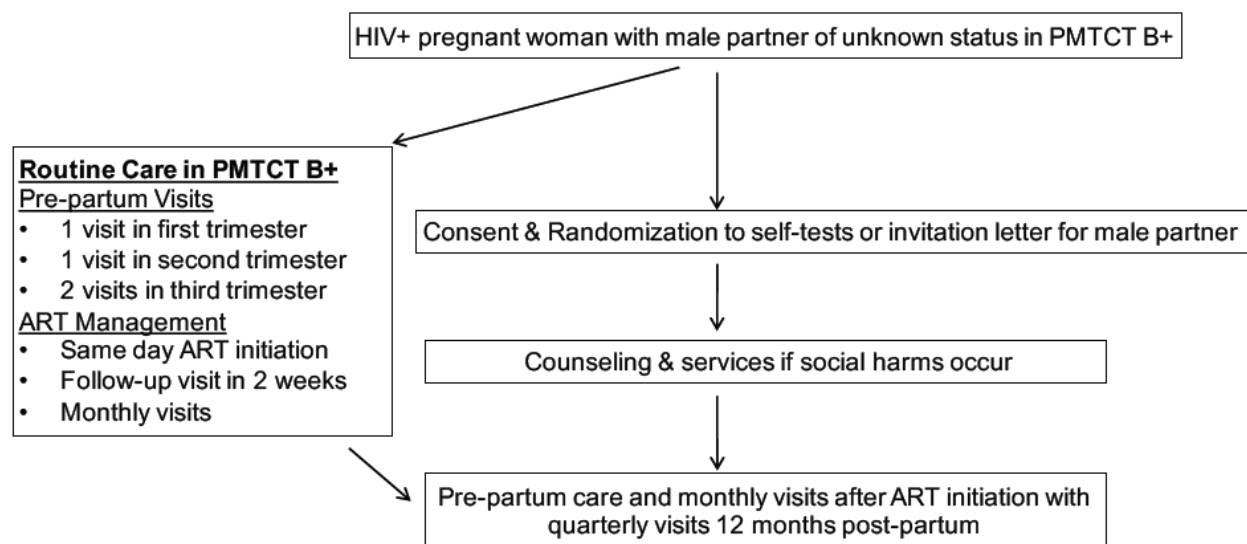 HIV+ pregnant woman with male partner of unknown status in PMTCT B+
Routine Care in PMTCT B+
Pre-partum Visits
• 1 visit in first trimester
• 1 visit in second trimester
• 2 visits in third trimester
ART Management
• Same day ART initiation
• Follow-up visit in 2 weeks
• Monthly visits
Consent & Randomization to self-tests or invitation letter for male partner
Counseling & services if social harms occur
Pre-partum care and monthly visits after ART initiation with
quarterly visits 12 months post-partum